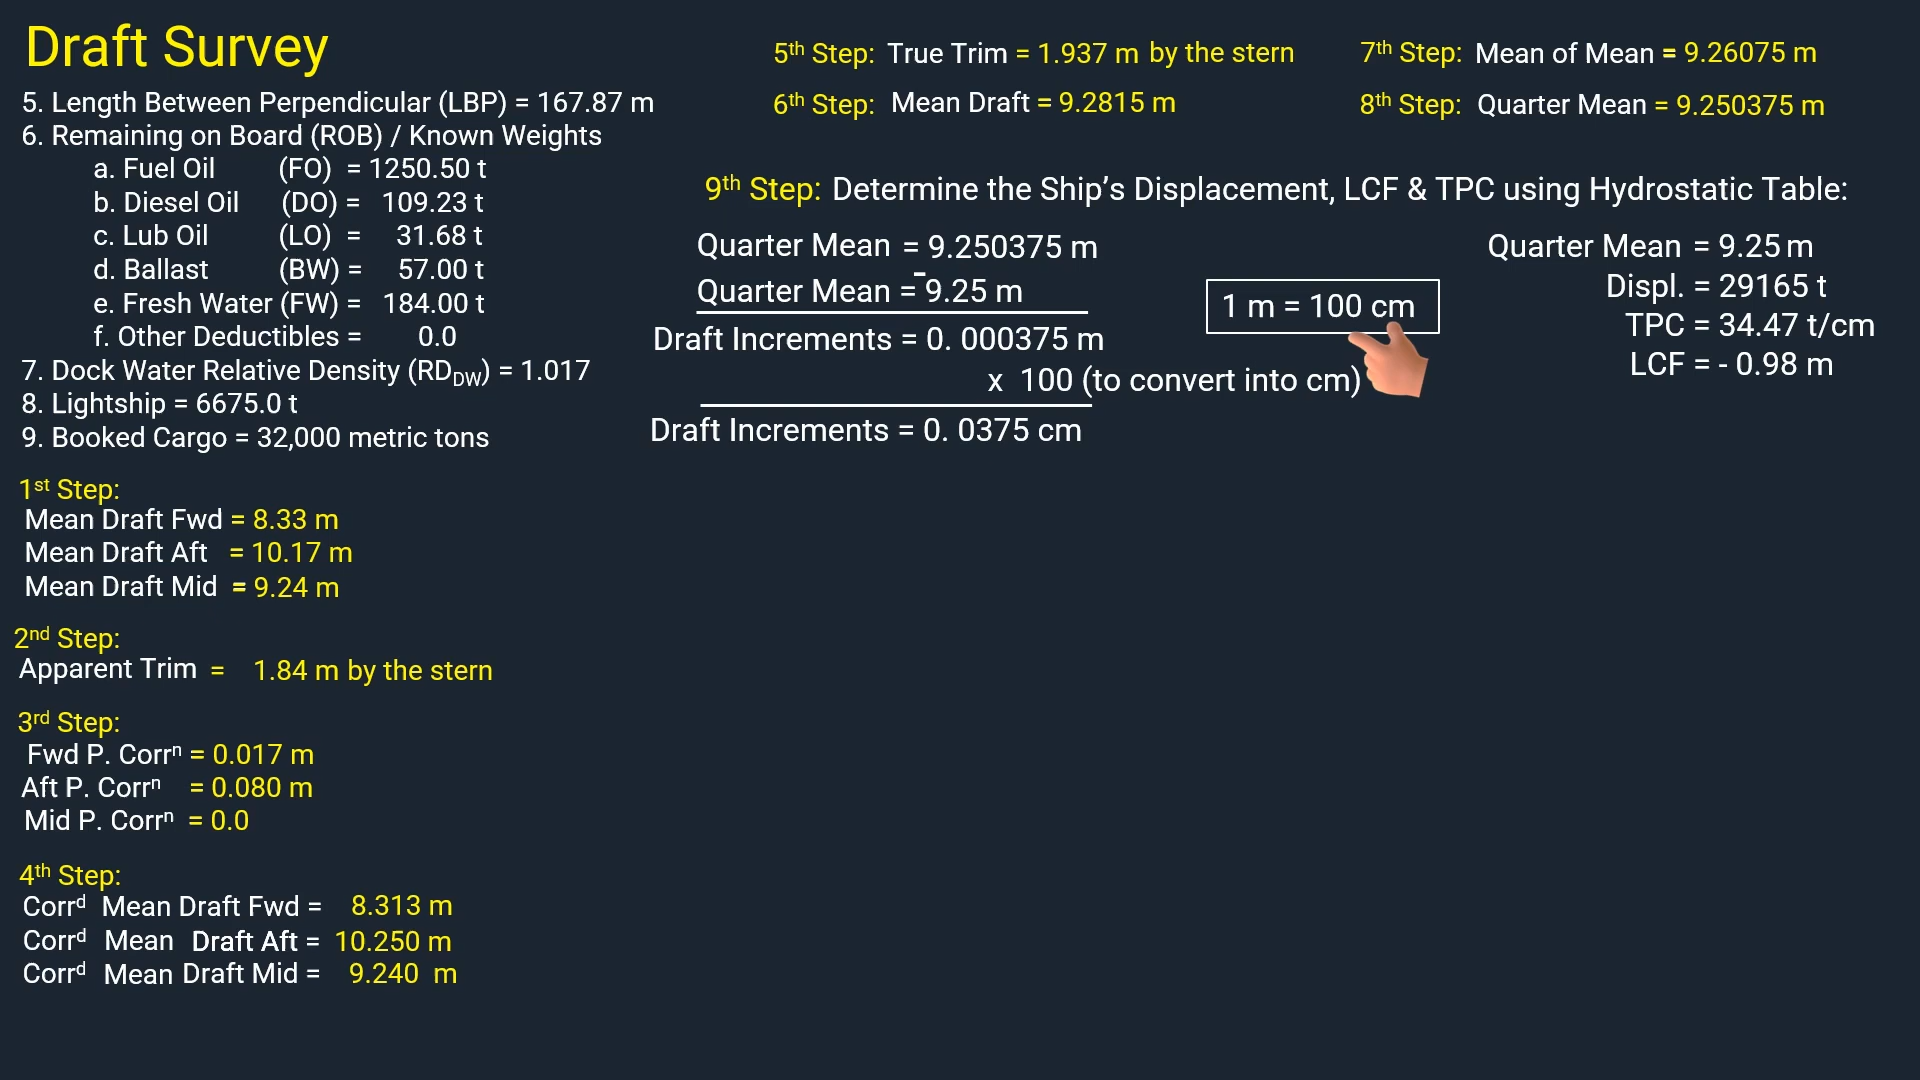 Draft Survey
5. Length Between Perpendicular (LBP) = 167.87 m
6. Remaining on Board (ROB) / Known Weights
a. Fuel Oil (FO) = 1250.50 t
b. Diesel Oil (DO) = 109.23 t
c. Lub Oil (LO) = 31.68 t
d. Ballast (BW) = 57.00 t
e. Fresh Water (FW) = 184.00 t
f. Other Deductibles = 0.0
7. Dock Water Relative Density (RDDW) = 1.017
8. Lightship = 6675.0 t
9. Booked Cargo = 32,000 metric tons
1st Step:
Mean Draft Fwd = 8.33 m
Mean Draft Aft = 10.17 m
Mean Draft Mid = 9.24 m
2nd Step:
Apparent Trim = 1.84 m by the stern
3rd Step:
Fwd P. Corrⁿ = 0.017 m
Aft P. Corrⁿ = 0.080 m
Mid P. Corrⁿ = 0.0
4th Step:
Corrᵈ Mean Draft Fwd = 8.313 m
Corrᵈ Mean Draft Aft = 10.250 m
Corrᵈ Mean Draft Mid = 9.240 m
5th Step: True Trim = 1.937 m by the stern
6th Step: Mean Draft = 9.2815 m
7th Step: Mean of Mean = 9.26075 m
8th Step: Quarter Mean = 9.250375 m
9th Step: Determine the Ship's Displacement, LCF & TPC using Hydrostatic Table:
Quarter Mean = 9.250375 m
-
Quarter Mean = 9.25 m
Draft Increments = 0. 000375 m
x 100 (to convert into cm)
Draft Increments = 0. 0375 cm
1 m = 100 cm
Quarter Mean = 9.25 m
Displ. = 29165 t
TPC = 34.47 t/cm
LCF = - 0.98 m